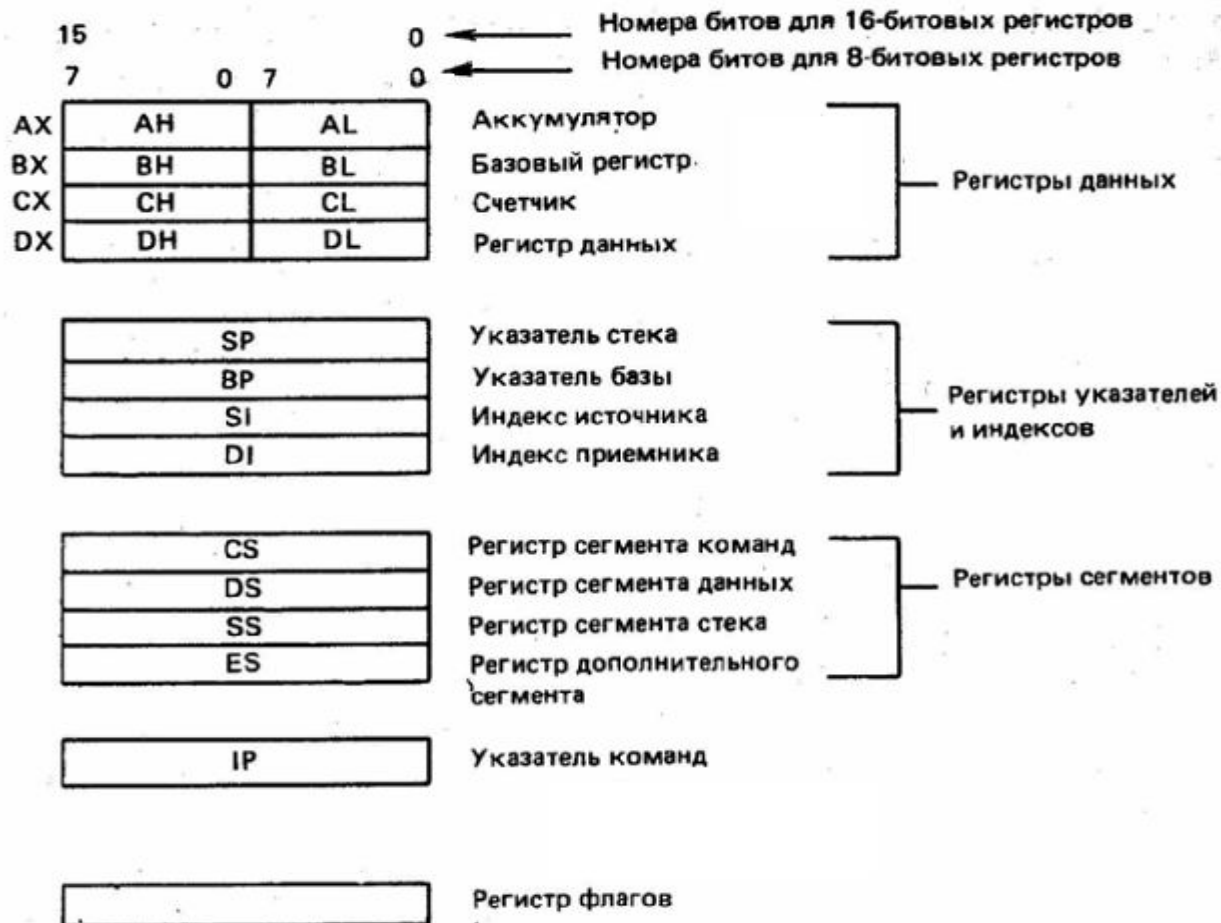 15 0 Номера битов для 16-битовых регистров
7 0 7 0 Номера битов для 8-битовых регистров
AX AH AL Аккумулятор
BX BH BL Базовый регистр
CX CH CL Счетчик
DX DH DL Регистр данных
Регистры данных
SP Указатель стека
BP Указатель базы
SI Индекс источника
DI Индекс приемника
Регистры указателей
и индексов
CS Регистр сегмента команд
DS Регистр сегмента данных
SS Регистр сегмента стека
ES Регистр дополнительного
сегмента
Регистры сегментов
IP Указатель команд
Регистр флагов